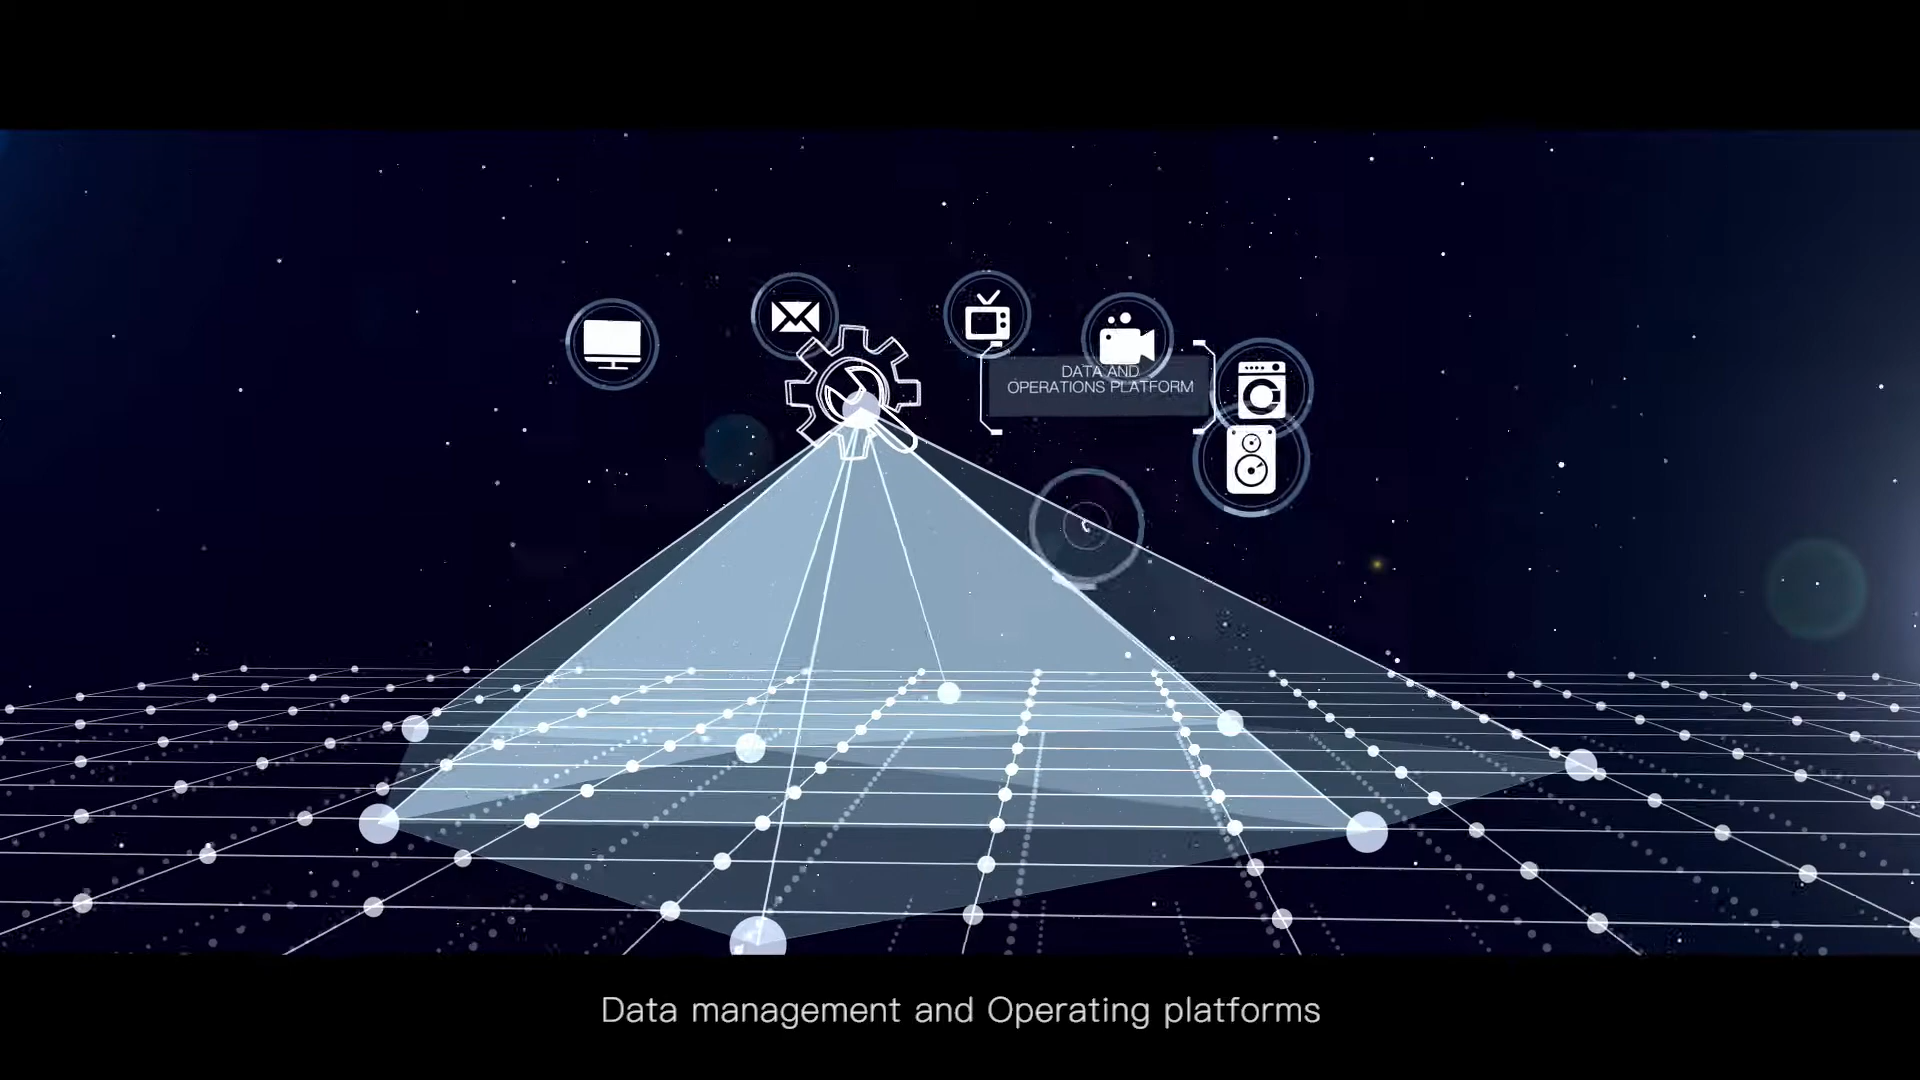 DATA AND
OPERATIONS PLATFORM
Data management and Operating platforms